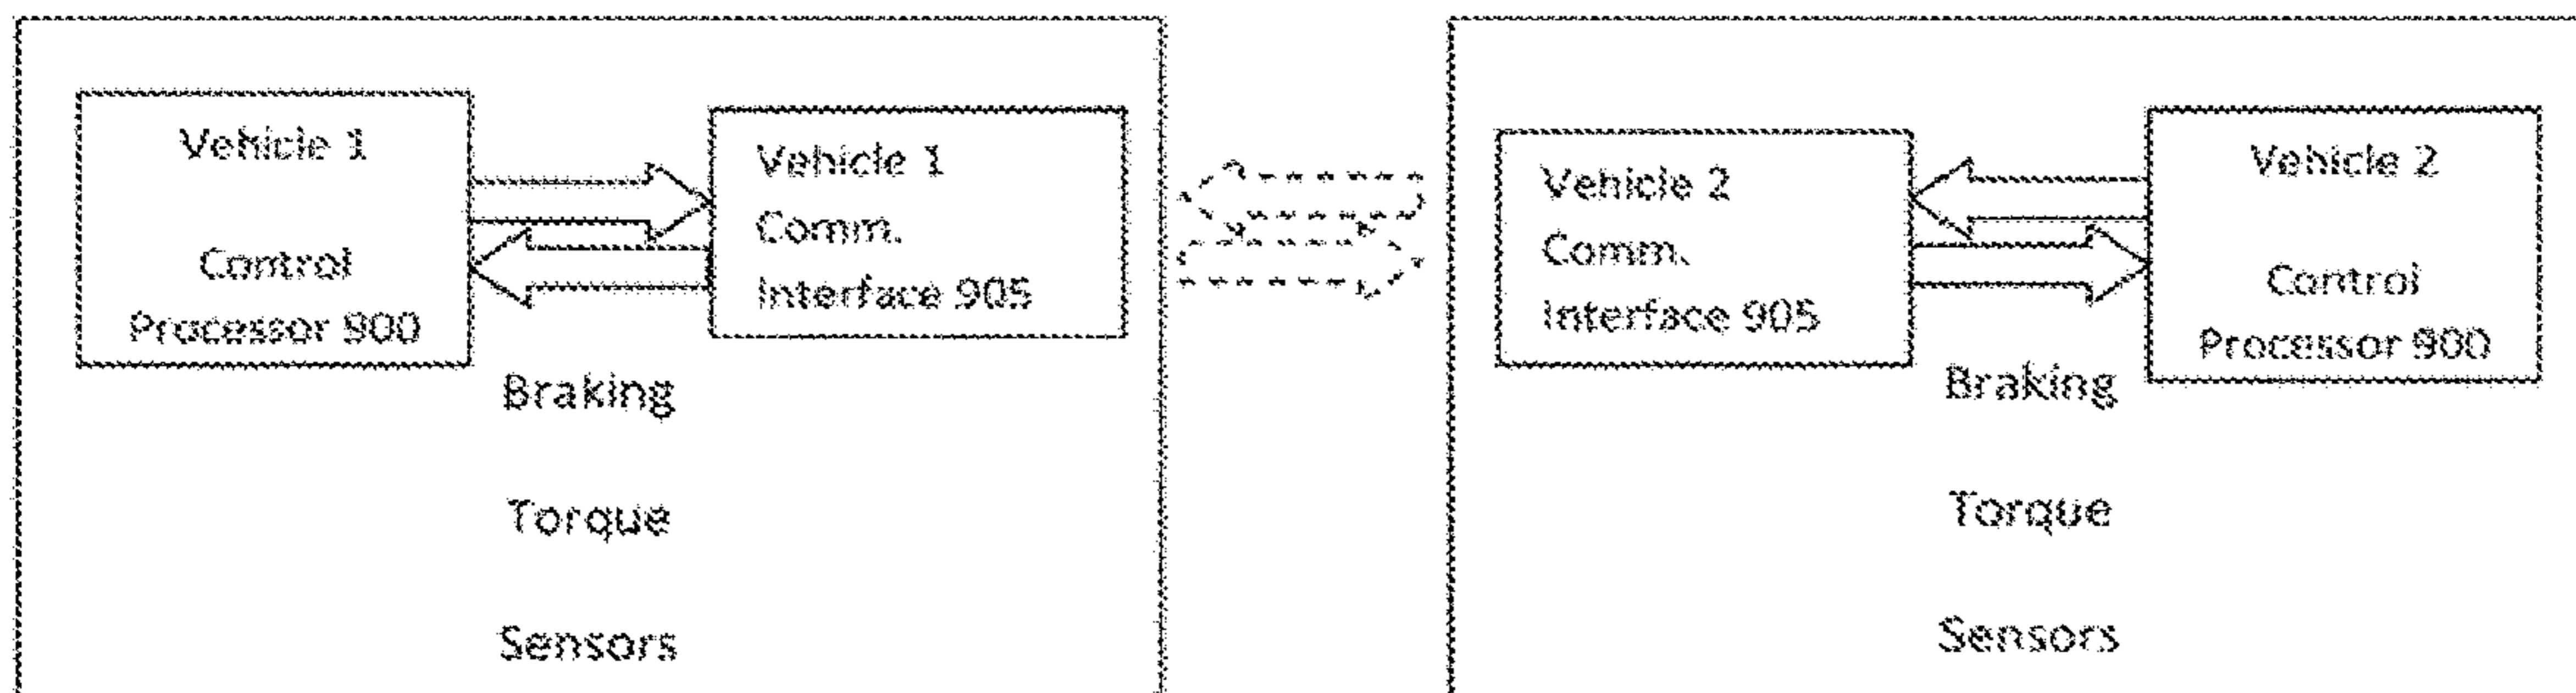 Vehicle 1
Control
Processor 900
Vehicle 1
Comm.
Interface 905
Braking
Torque
Sensors
Vehicle 2
Comm.
Interface 905
Vehicle 2
Control
Processor 900
Braking
Torque
Sensors